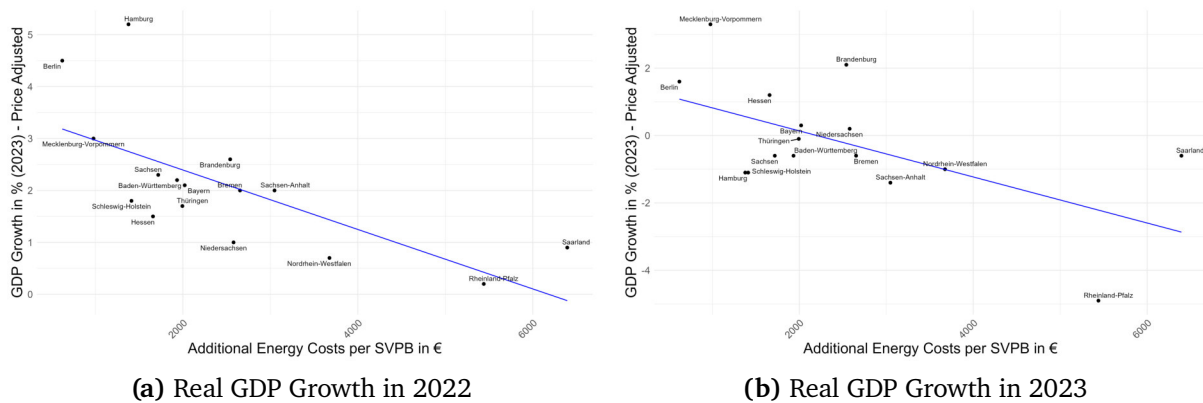 GDP Growth in % (2023) - Price Adjusted
5
4
3
2
1
0
Hamburg
Berlin
Mecklenburg-Vorpommern
Brandenburg
Sachsen
Baden-Württemberg
Bayern
Bremen
Sachsen-Anhalt
Schleswig-Holstein
Thüringen
Hessen
Niedersachsen
Saarland
Nordrhein-Westfalen
Rheinland-Pfalz
2000
4000
6000
Additional Energy Costs per SVPB in €
(a) Real GDP Growth in 2022
GDP Growth in % (2023) - Price Adjusted
2
0
-2
-4
Mecklenburg-Vorpommern
Brandenburg
Berlin
Hessen
Bayern
Niedersachsen
Thüringen
Baden-Württemberg
Sachsen
Bremen
Nordrhein-Westfalen
Saarland
Hamburg
Schleswig-Holstein
Sachsen-Anhalt
Rheinland-Pfalz
2000
4000
6000
Additional Energy Costs per SVPB in €
(b) Real GDP Growth in 2023